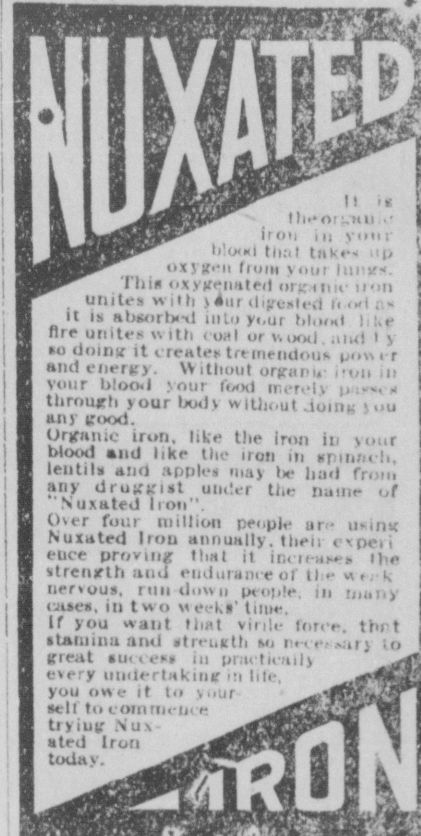 NUXATED
It is
the organic
iron in your
blood that takes up
oxygen from your lungs.
This oxygenated organic iron
unites with your digested food as
it is absorbed into your blood like
fire unites with coal or wood, and by
so doing it creates tremendous power
and energy. Without organic iron in
your blood your food merely passes
through your body without doing you
any good.
Organic iron, like the iron in your
blood and like the iron in spinach,
lentils and apples may be had from
any druggist under the name of
"Nuxated Iron".
Over four million people are using
Nuxated Iron annually, their experi
ence proving that it increases the
strength and endurance of the weak
nervous, run-down people, in many
cases, in two weeks' time.
If you want that virile force, that
stamina and strength so necessary to
great success in practically
every undertaking in life,
you owe it to your-
self to commence
trying Nux-
ated Iron
today.
IRON